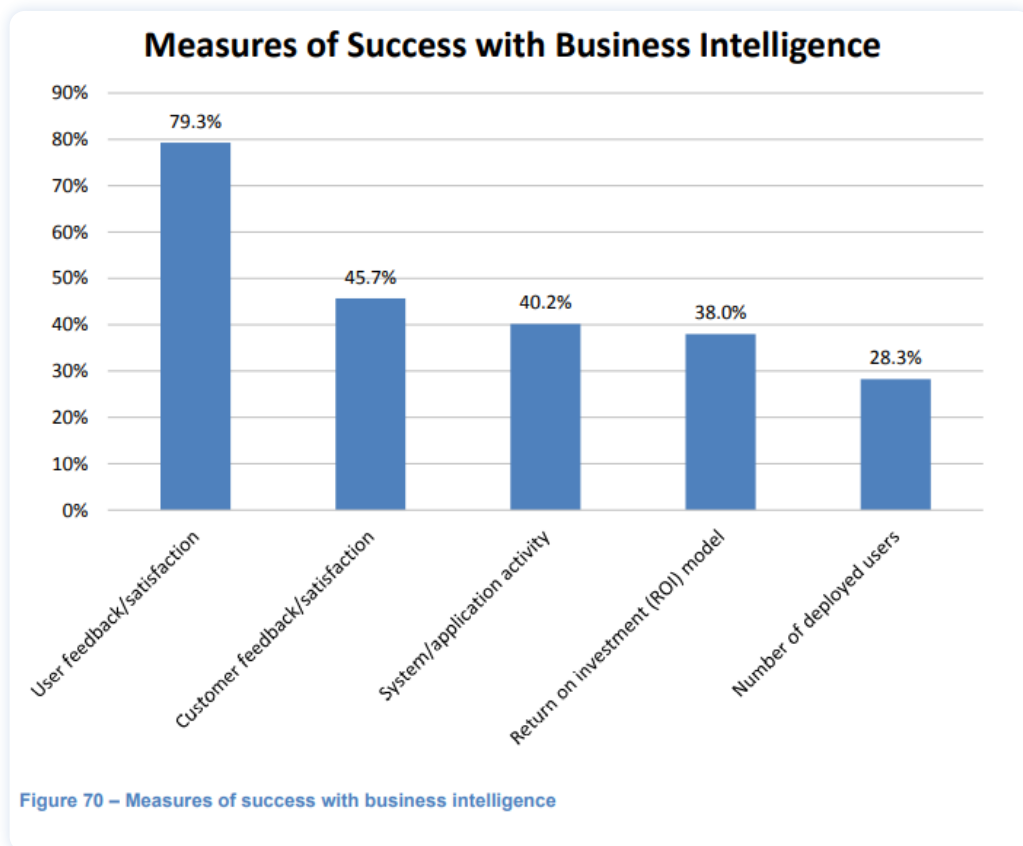 Measures of Success with Business Intelligence
90%
80%
70%
60%
50%
40%
30%
20%
10%
0%
79.3%
45.7%
40.2%
38.0%
28.3%
User feedback/satisfaction
Customer feedback/satisfaction
System/application activity
Return on investment (ROI) model
Number of deployed users
Figure 70 – Measures of success with business intelligence